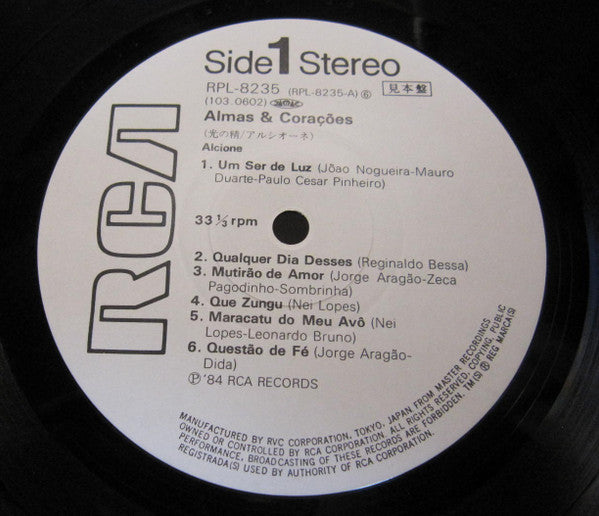 RCA
Side 1 Stereo
RPL-8235 (RPL-8235-A) ⑥ 見本盤
(103.0602)
Almas & Corações
(光の精/アルシオーネ)
Alcione
1. Um Ser de Luz (Jõao Nogueira-Mauro
Duarte-Paulo Cesar Pinheiro)
33 1/3 rpm
2. Qualquer Dia Desses (Reginaldo Bessa)
3. Mutirão de Amor (Jorge Aragão-Zeca
Pagodinho-Sombrinha)
4. Que Zungu (Nei Lopes)
5. Maracatu do Meu Avô (Nei
Lopes-Leonardo Bruno)
6. Questão de Fé (Jorge Aragão-
Dida)
Ⓟ '84 RCA RECORDS
MANUFACTURED BY RVC CORPORATION, TOKYO, JAPAN FROM MASTER RECORDINGS
OWNED OR CONTROLLED BY RCA CORPORATION. ALL RIGHTS RESERVED, COPYING, PUBLIC
PERFORMANCE, BROADCASTING OF THESE RECORDS ARE FORBIDDEN. TM(S) ® REG MARCA(S)
REGISTRADA(S) USED BY AUTHORITY OF RCA CORPORATION.